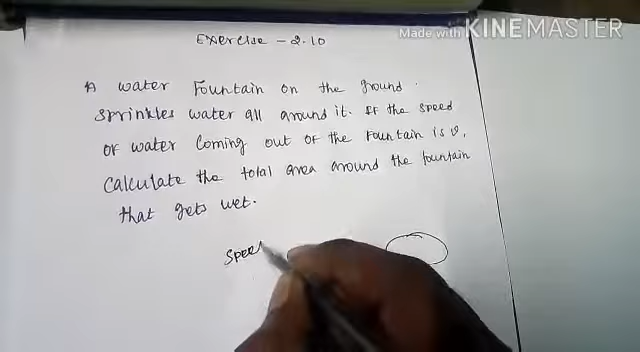 Made with KINEMASTER
Exercise - 2.10
A water Fountain on the ground
sprinkles water all around it. If the speed
of water coming out of the fountain is v,
Calculate the total area around the fountain
that gets wet.
Spee